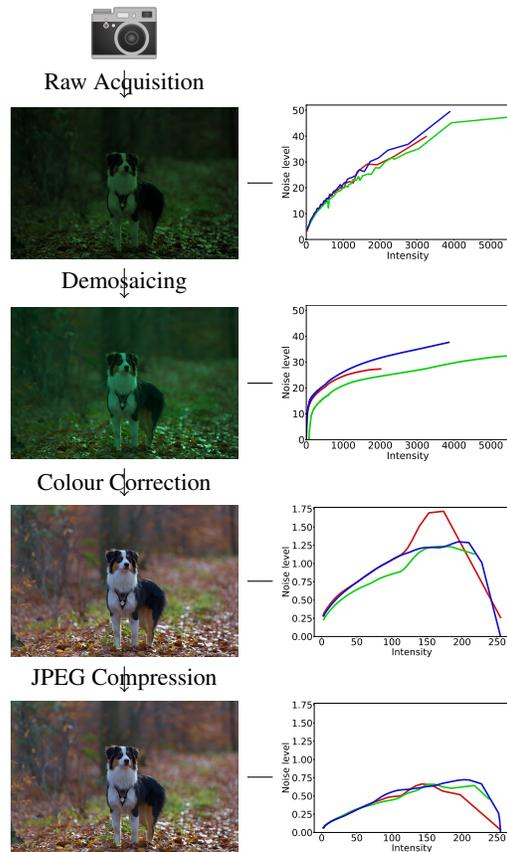 Raw Acquisition
50
40
30
20
10
0
Noise level
0 1000 2000 3000 4000 5000
Intensity
Demosaicing
50
40
30
20
10
0
Noise level
0 1000 2000 3000 4000 5000
Intensity
Colour Correction
1.75
1.50
1.25
1.00
0.75
0.50
0.25
0.00
Noise level
0 50 100 150 200 250
Intensity
JPEG Compression
1.75
1.50
1.25
1.00
0.75
0.50
0.25
0.00
Noise level
0 50 100 150 200 250
Intensity